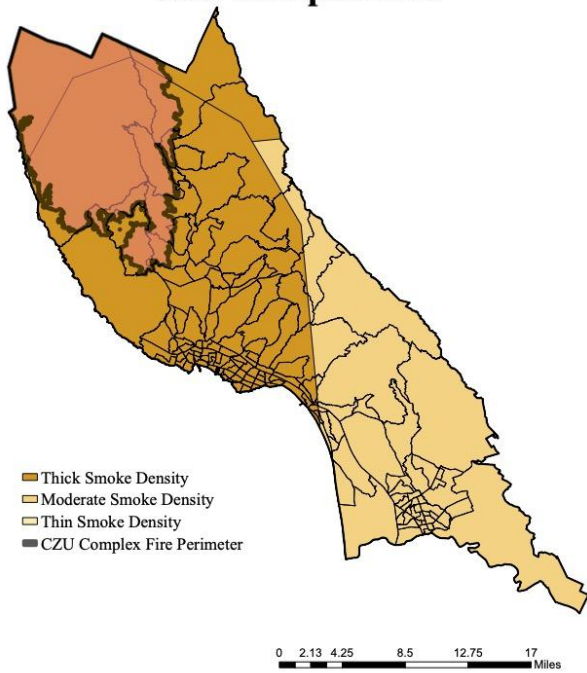 Thick Smoke Density
Moderate Smoke Density
Thin Smoke Density
CZU Complex Fire Perimeter
0 2.13 4.25 8.5 12.75 17
Miles